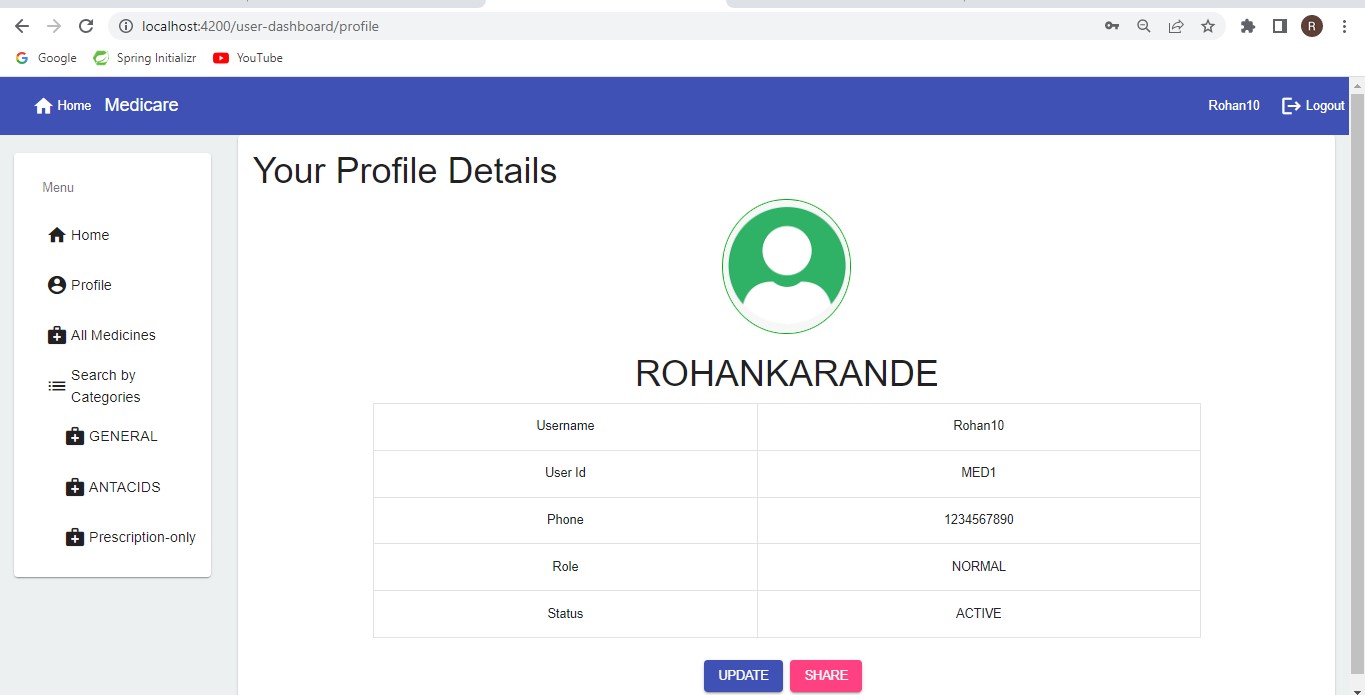 localhost:4200/user-dashboard/profile
R
Google
Spring Initializr
YouTube
Home
Medicare
Rohan10
Logout
Menu
Home
Profile
All Medicines
Search by
Categories
GENERAL
ANTACIDS
Prescription-only
Your Profile Details
ROHANKARANDE
Username Rohan10
User Id MED1
Phone 1234567890
Role NORMAL
Status ACTIVE
UPDATE
SHARE